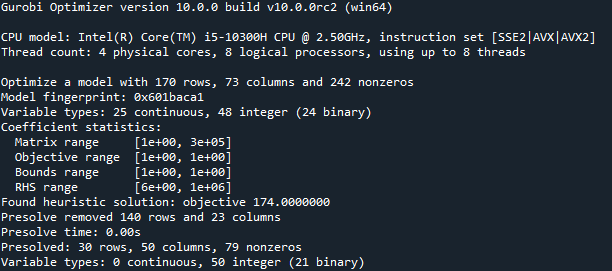 Gurobi Optimizer version 10.0.0 build v10.0.0rc2 (win64)
CPU model: Intel(R) Core(TM) i5-10300H CPU @ 2.50GHz, instruction set [SSE2|AVX|AVX2]
Thread count: 4 physical cores, 8 logical processors, using up to 8 threads
Optimize a model with 170 rows, 73 columns and 242 nonzeros
Model fingerprint: 0x601baca1
Variable types: 25 continuous, 48 integer (24 binary)
Coefficient statistics:
Matrix range [1e+00, 3e+05]
Objective range [1e+00, 1e+00]
Bounds range [1e+00, 1e+00]
RHS range [6e+00, 1e+06]
Found heuristic solution: objective 174.0000000
Presolve removed 140 rows and 23 columns
Presolve time: 0.00s
Presolved: 30 rows, 50 columns, 79 nonzeros
Variable types: 0 continuous, 50 integer (21 binary)